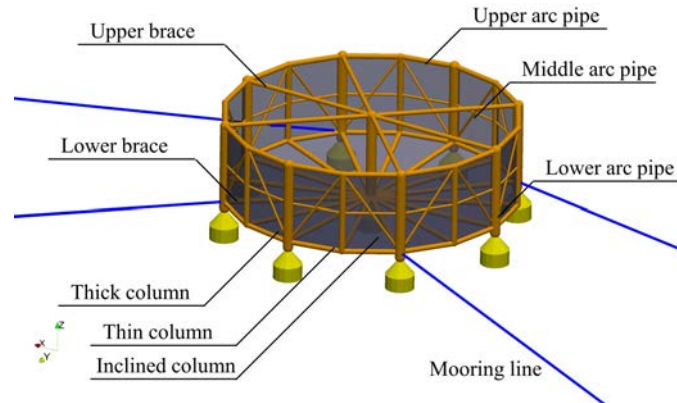 Upper brace
Upper arc pipe
Middle arc pipe
Lower brace
Lower arc pipe
Thick column
Thin column
Inclined column
Mooring line
Z
X
Y